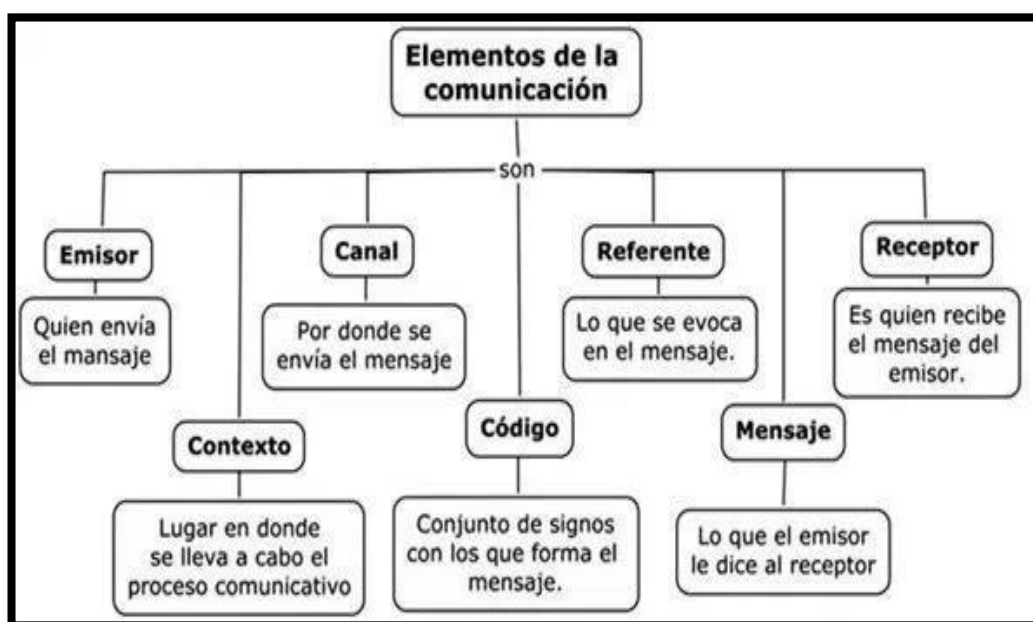 Elementos de la
comunicación
son
Emisor
Quien envía
el mansaje
Canal
Por donde se
envía el mensaje
Referente
Lo que se evoca
en el mensaje.
Receptor
Es quien recibe
el mensaje del
emisor.
Contexto
Lugar en donde
se lleva a cabo el
proceso comunicativo
Código
Conjunto de signos
con los que forma el
mensaje.
Mensaje
Lo que el emisor
le dice al receptor